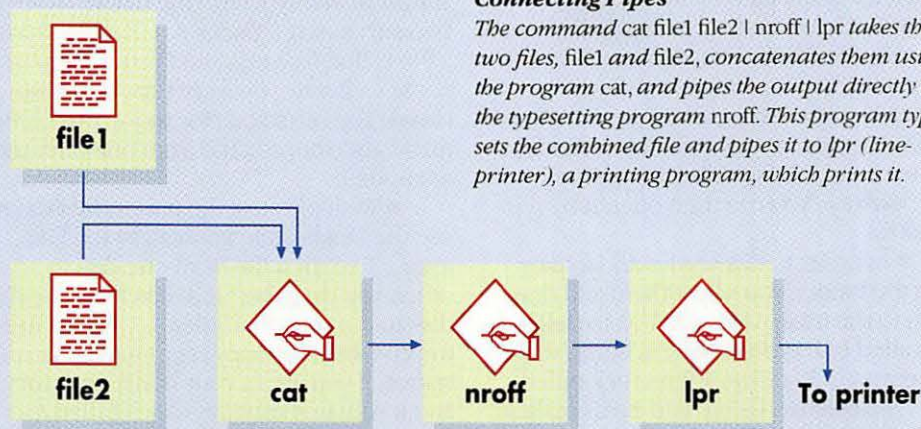 Connecting Pipes
The command cat file1 file2 | nroff | lpr takes
two files, file1 and file2, concatenates them
the program cat, and pipes the output directly
the typesetting program nroff. This program
sets the combined file and pipes it to lpr (line-
printer), a printing program, which prints it.
file1
file2
cat
nroff
lpr
To printer